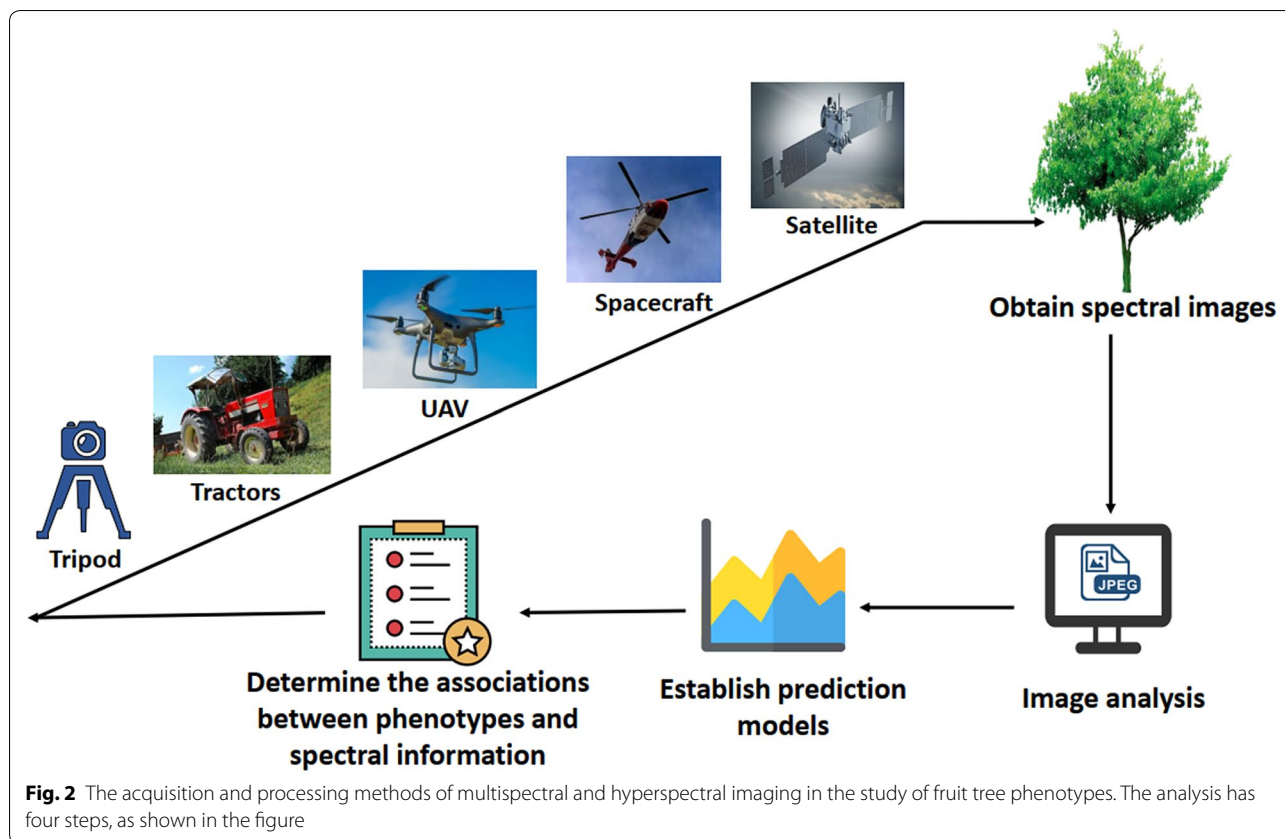 Satellite
Spacecraft
UAV
Tractors
Tripod
Obtain spectral images
JPEG
Image analysis
Establish prediction
models
Determine the associations
between phenotypes and
spectral information
Fig. 2 The acquisition and processing methods of multispectral and hyperspectral imaging in the study of fruit tree phenotypes. The analysis has
four steps, as shown in the figure